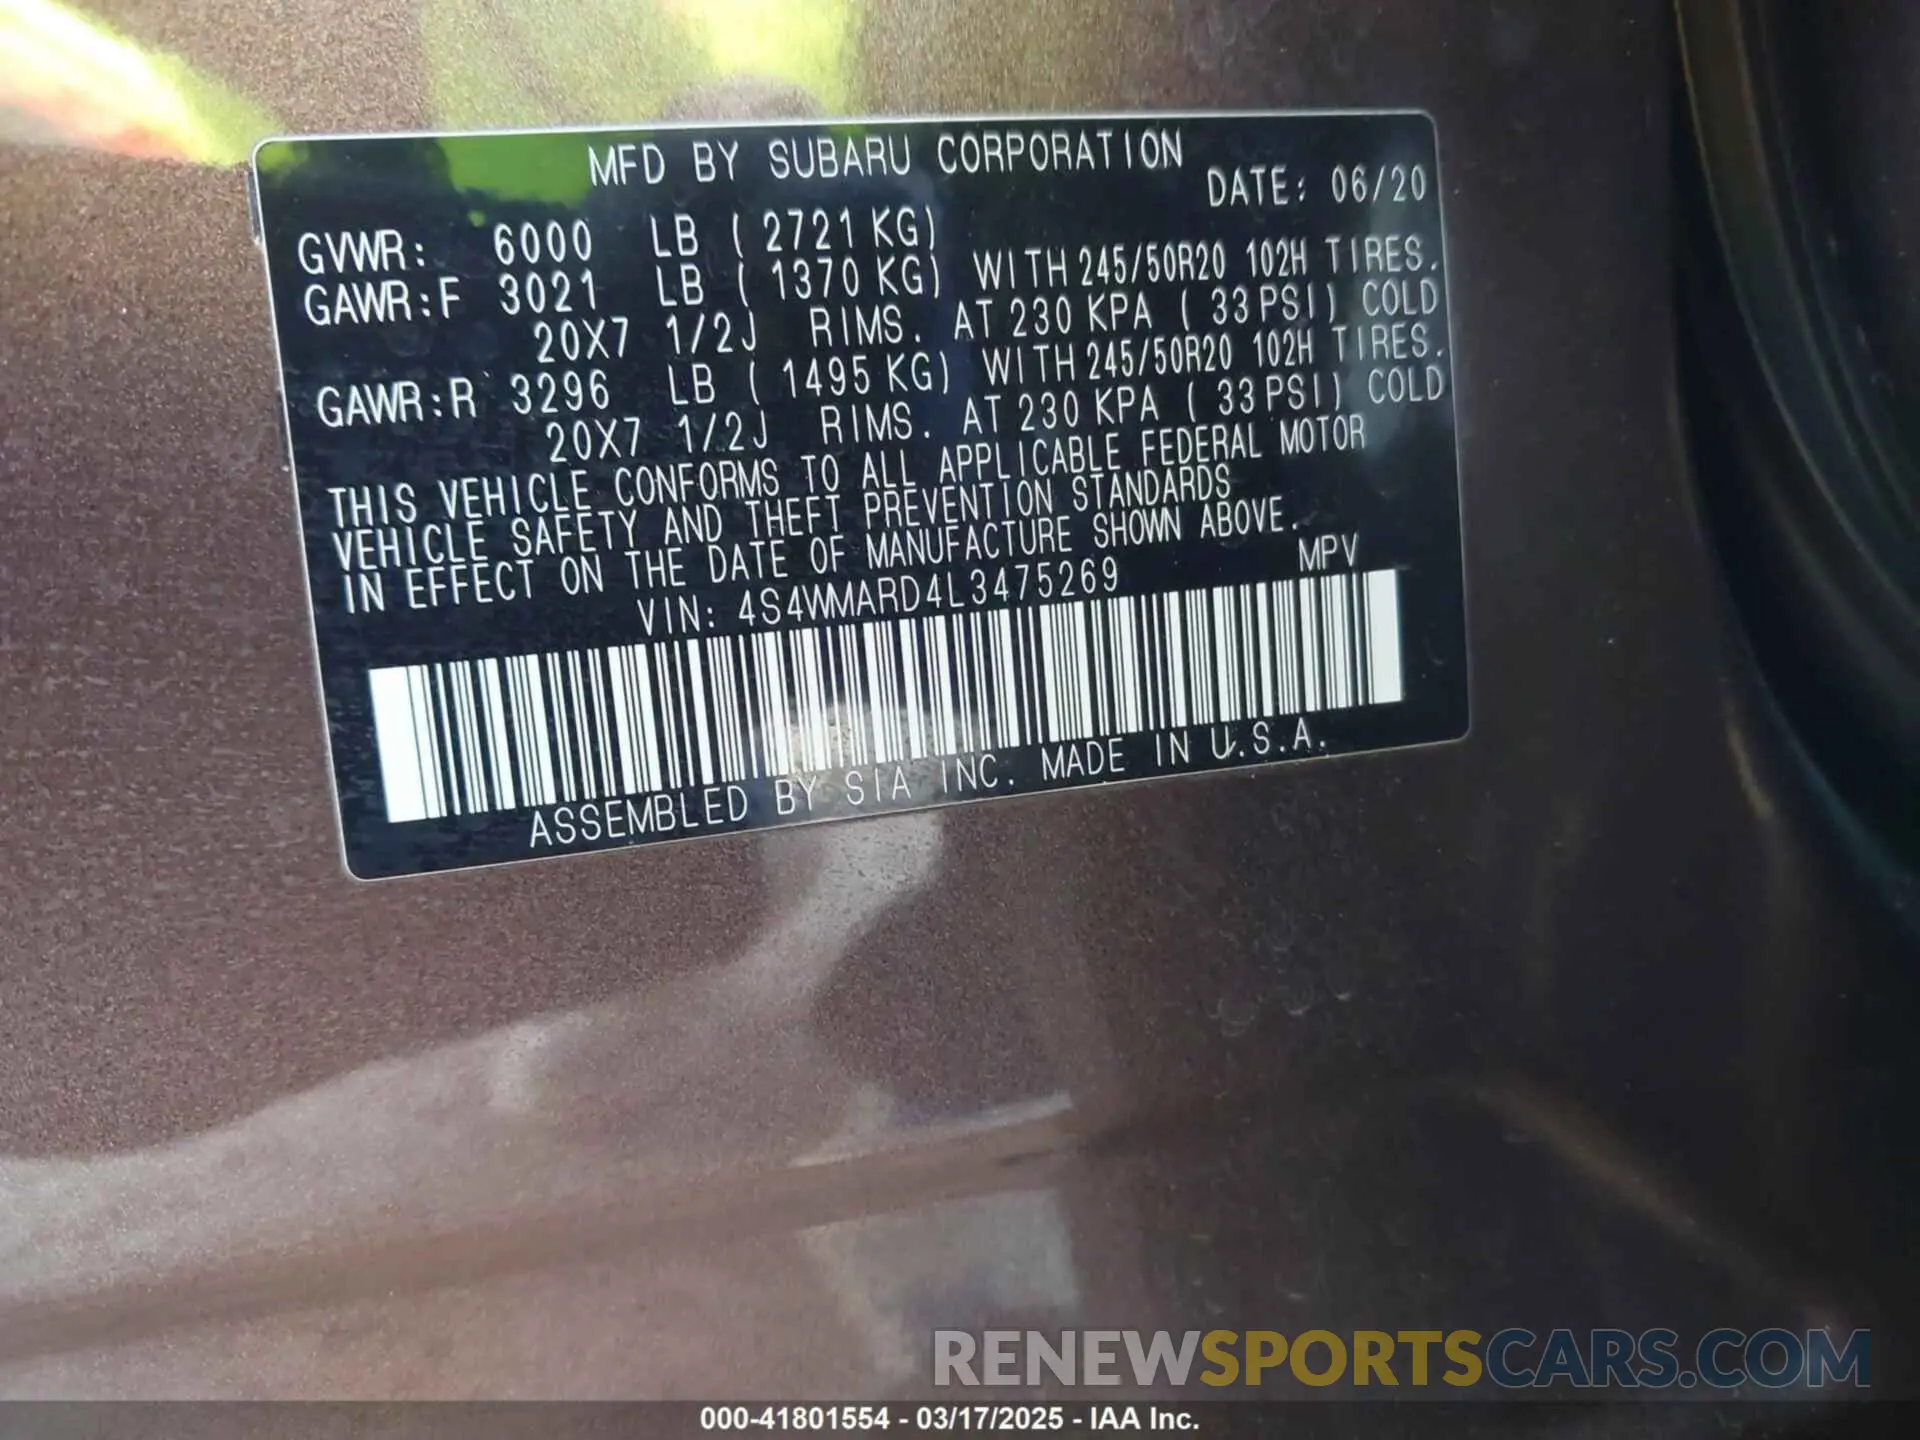 MFD BY SUBARU CORPORATION
DATE: 06/20
GVWR: 6000 LB ( 2721 KG)
GAWR:F 3021 LB ( 1370 KG) WITH 245/50R20 102H TIRES.
20X7 1/2J RIMS. AT 230 KPA ( 33 PSI) COLD
GAWR:R 3296 LB ( 1495 KG) WITH 245/50R20 102H TIRES.
20X7 1/2J RIMS. AT 230 KPA ( 33 PSI) COLD
THIS VEHICLE CONFORMS TO ALL APPLICABLE FEDERAL MOTOR
VEHICLE SAFETY AND THEFT PREVENTION STANDARDS
IN EFFECT ON THE DATE OF MANUFACTURE SHOWN ABOVE.
VIN: 4S4WMARD4L3475269 MPV
ASSEMBLED BY SIA INC. MADE IN U.S.A.
RENEWSPORTSCARS.COM
000-41801554 - 03/17/2025 - IAA Inc.